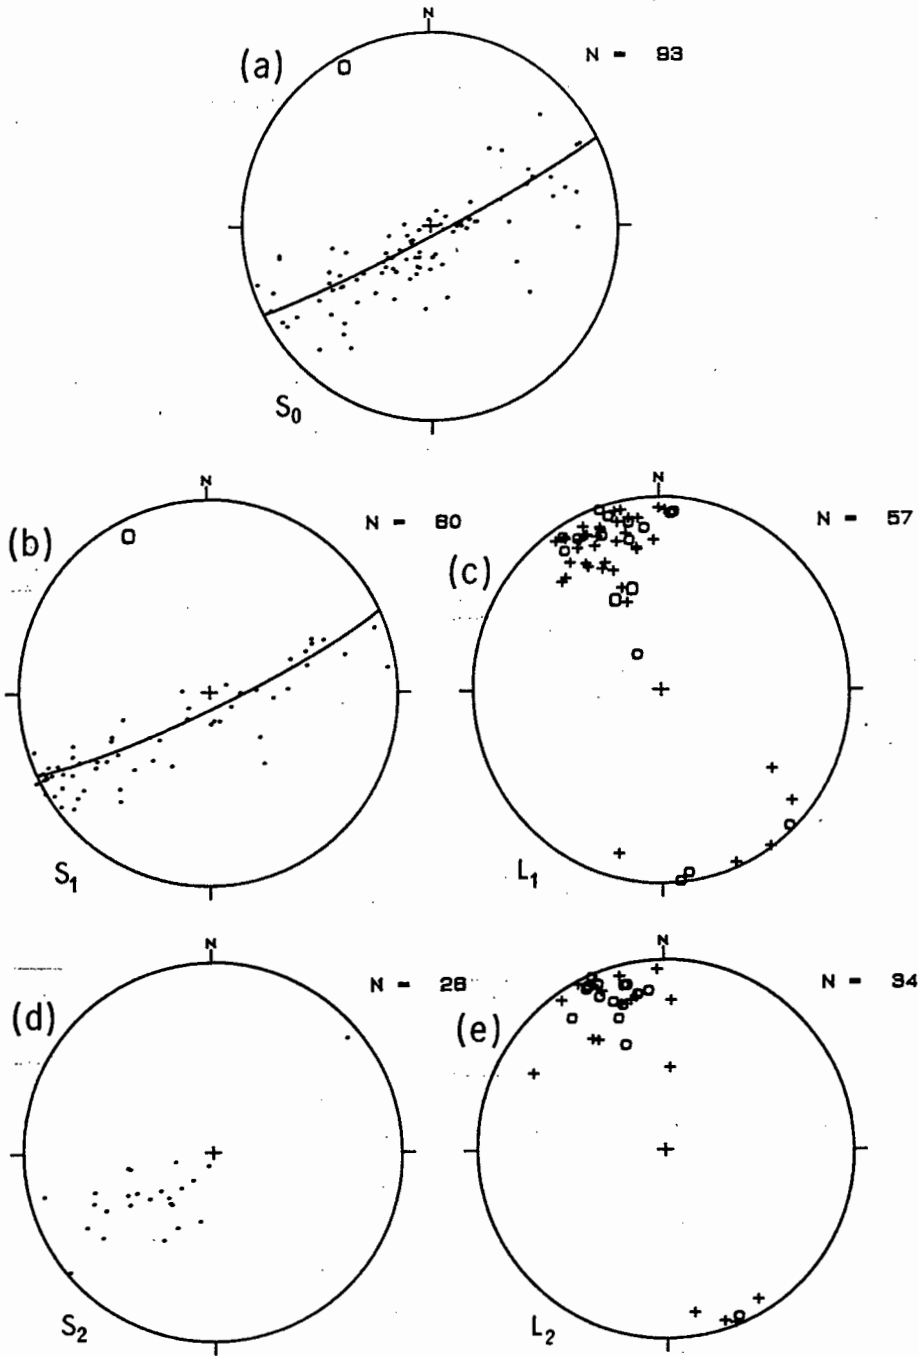 N
(a)
N = 93
S₀
N
(b)
N = 60
S₁
N
(c)
N = 57
L₁
N
(d)
N = 28
S₂
N
(e)
N = 34
L₂